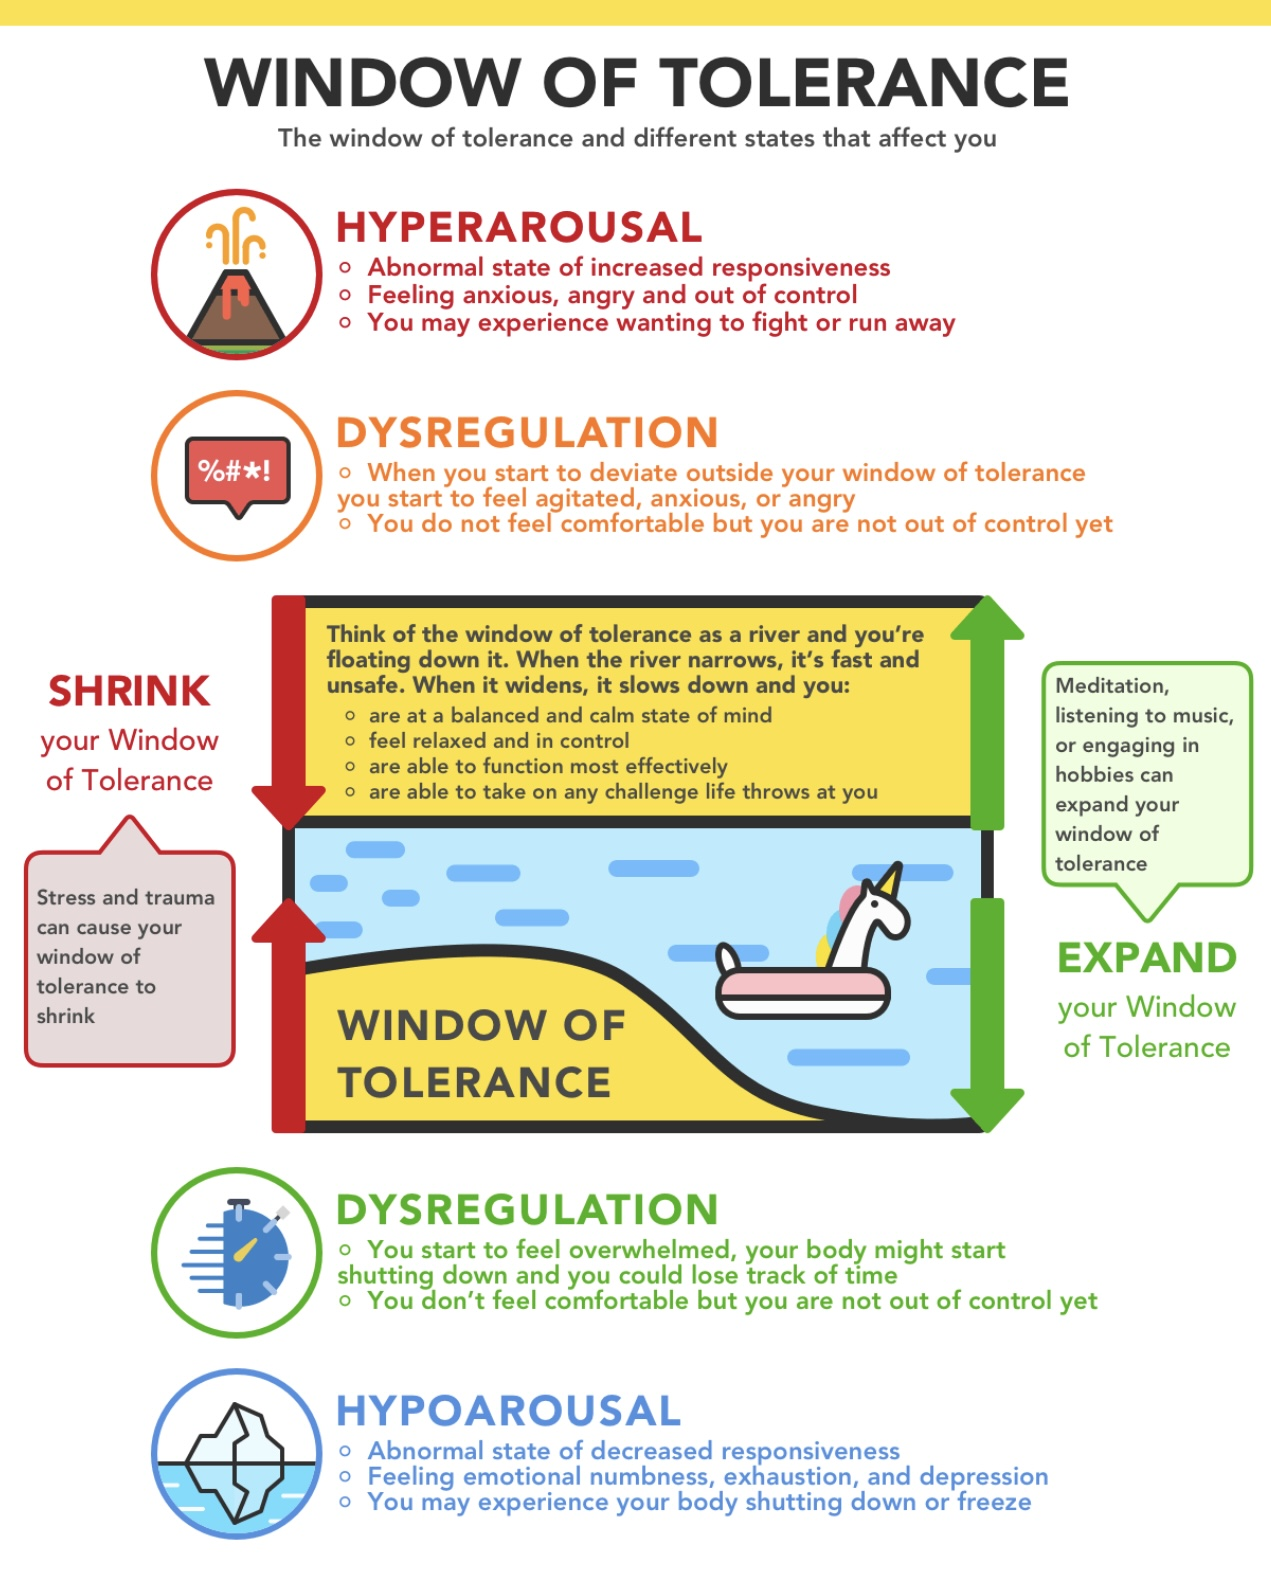 WINDOW OF TOLERANCE
The window of tolerance and different states that affect you
HYPERAROUSAL
Abnormal state of increased responsiveness
Feeling anxious, angry and out of control
You may experience wanting to fight or run away
%#*!
DYSREGULATION
When you start to deviate outside your window of tolerance
you start to feel agitated, anxious, or angry
You do not feel comfortable but you are not out of control yet
Think of the window of tolerance as a river and you’re
floating down it. When the river narrows, it’s fast and
unsafe. When it widens, it slows down and you:
are at a balanced and calm state of mind
feel relaxed and in control
are able to function most effectively
are able to take on any challenge life throws at you
SHRINK
your Window
of Tolerance
Stress and trauma
can cause your
window of
tolerance to
shrink
Meditation,
listening to music,
or engaging in
hobbies can
expand your
window of
tolerance
EXPAND
your Window
of Tolerance
WINDOW OF
TOLERANCE
DYSREGULATION
You start to feel overwhelmed, your body might start
shutting down and you could lose track of time
You don’t feel comfortable but you are not out of control yet
HYPOAROUSAL
Abnormal state of decreased responsiveness
Feeling emotional numbness, exhaustion, and depression
You may experience your body shutting down or freeze